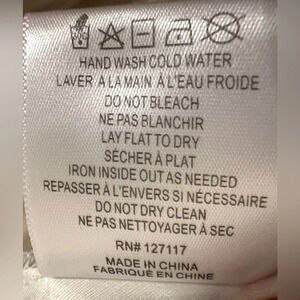 HAND WASH COLD WATER
LAVER A LA MAIN À L'EAU FROIDE
DO NOT BLEACH
NE PAS BLANCHIR
LAY FLAT TO DRY
SÉCHER À PLAT
IRON INSIDE OUT AS NEEDED
REPASSER À L'ENVERS SI NÉCESSAIRE
DO NOT DRY CLEAN
NE PAS NETTOYAGER À SEC
RN# 127117
MADE IN CHINA
FABRIQUÉ EN CHINE